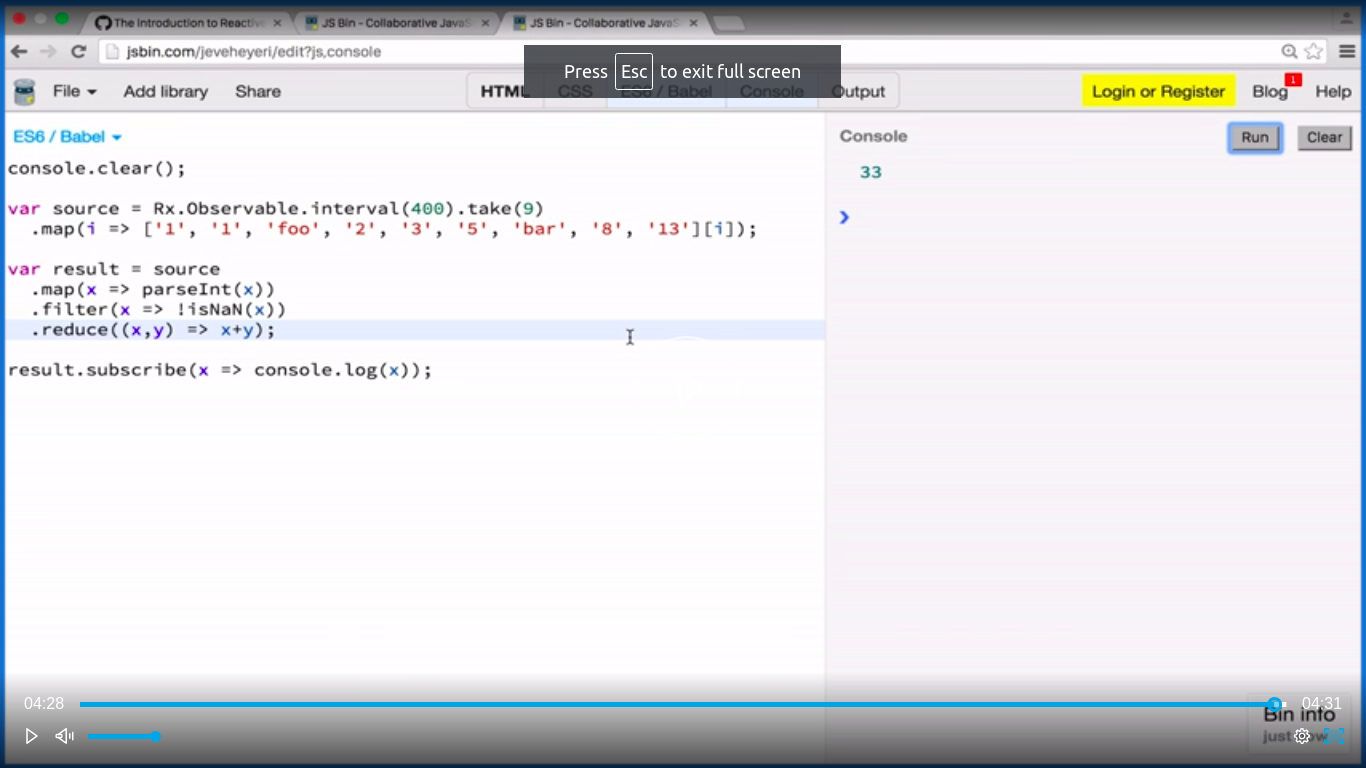 The introduction to Reactive
JS Bin - Collaborative JavaS
JS Bin - Collaborative JavaS
jsbin.com/jeveheyeri/edit?js,console
Press Esc to exit full screen
File
Add library
Share
HTML
CSS
ES6 / Babel
Console
Output
Login or Register
Blog
1
Help
ES6 / Babel
console.clear();
var source = Rx.Observable.interval(400).take(9)
.map(i => ['1', '1', 'foo', '2', '3', '5', 'bar', '8', '13'][i]);
var result = source
.map(x => parseInt(x))
.filter(x => !isNaN(x))
.reduce((x,y) => x+y);
result.subscribe(x => console.log(x));
Console
Run
Clear
33
04:28
04:31
Bin info
just now